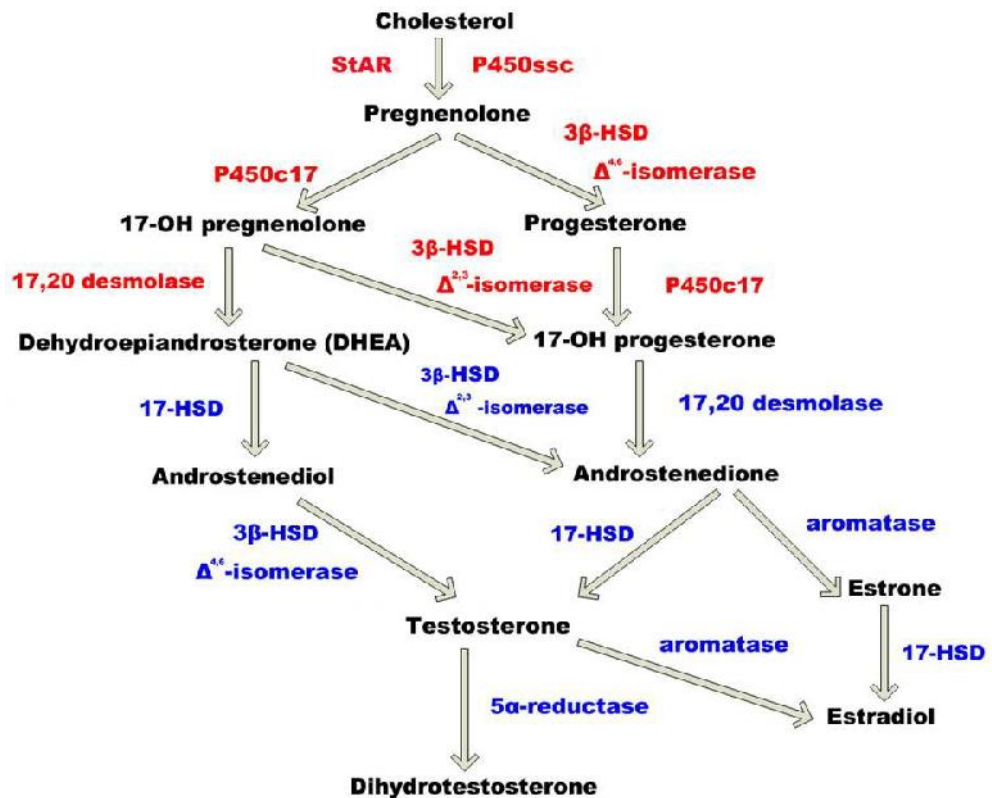 Cholesterol
StAR P450ssc
Pregnenolone
3β-HSD
Δ⁴,⁶-isomerase
P450c17
17-OH pregnenolone
Progesterone
3β-HSD
Δ²,³-isomerase
17,20 desmolase
P450c17
Dehydroepiandrosterone (DHEA)
17-OH progesterone
3β-HSD
Δ²,³-isomerase
17-HSD
17,20 desmolase
Androstenediol
Androstenedione
3β-HSD
Δ⁴,⁶-isomerase
17-HSD
aromatase
Estrone
Testosterone
aromatase
17-HSD
5α-reductase
Estradiol
Dihydrotestosterone